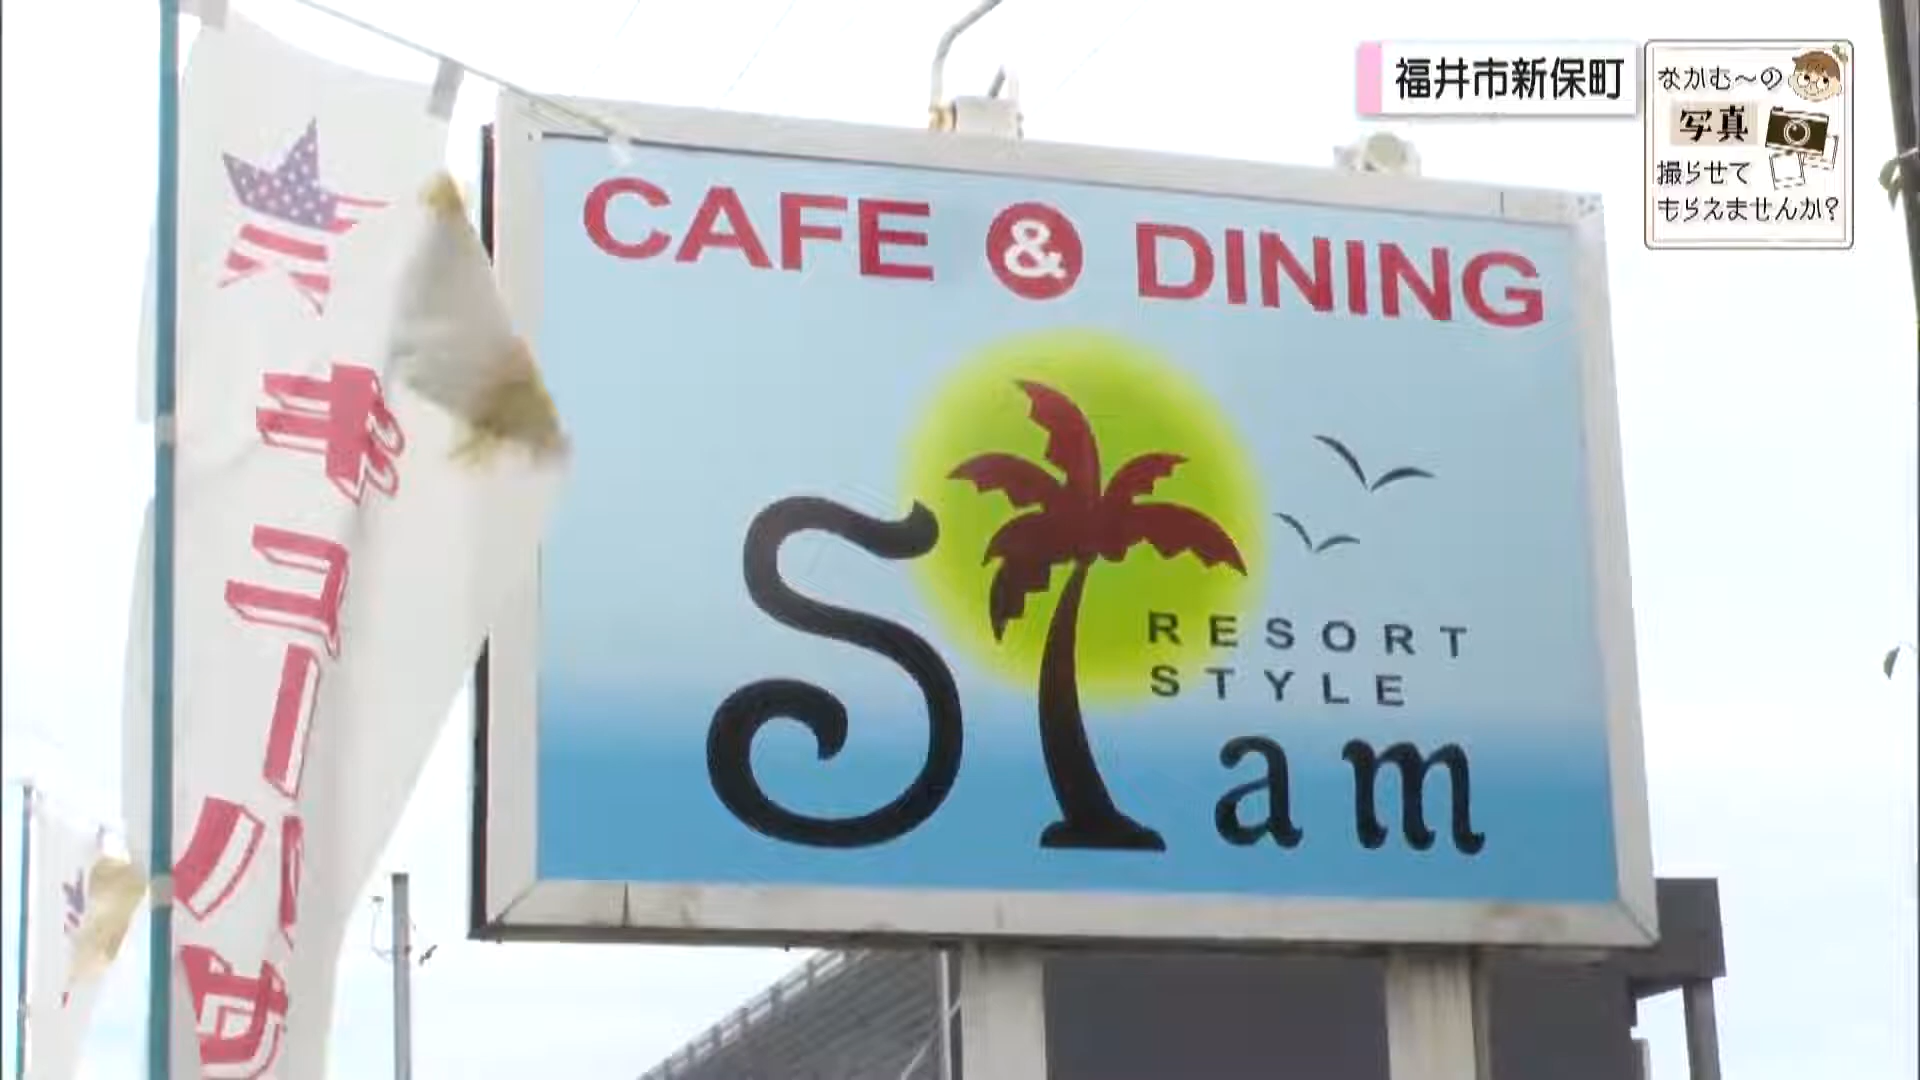 福井市新保町
なかむ～の
写真
撮らせて
もらえませんか?
CAFE & DINING
Siam
RESORT
STYLE